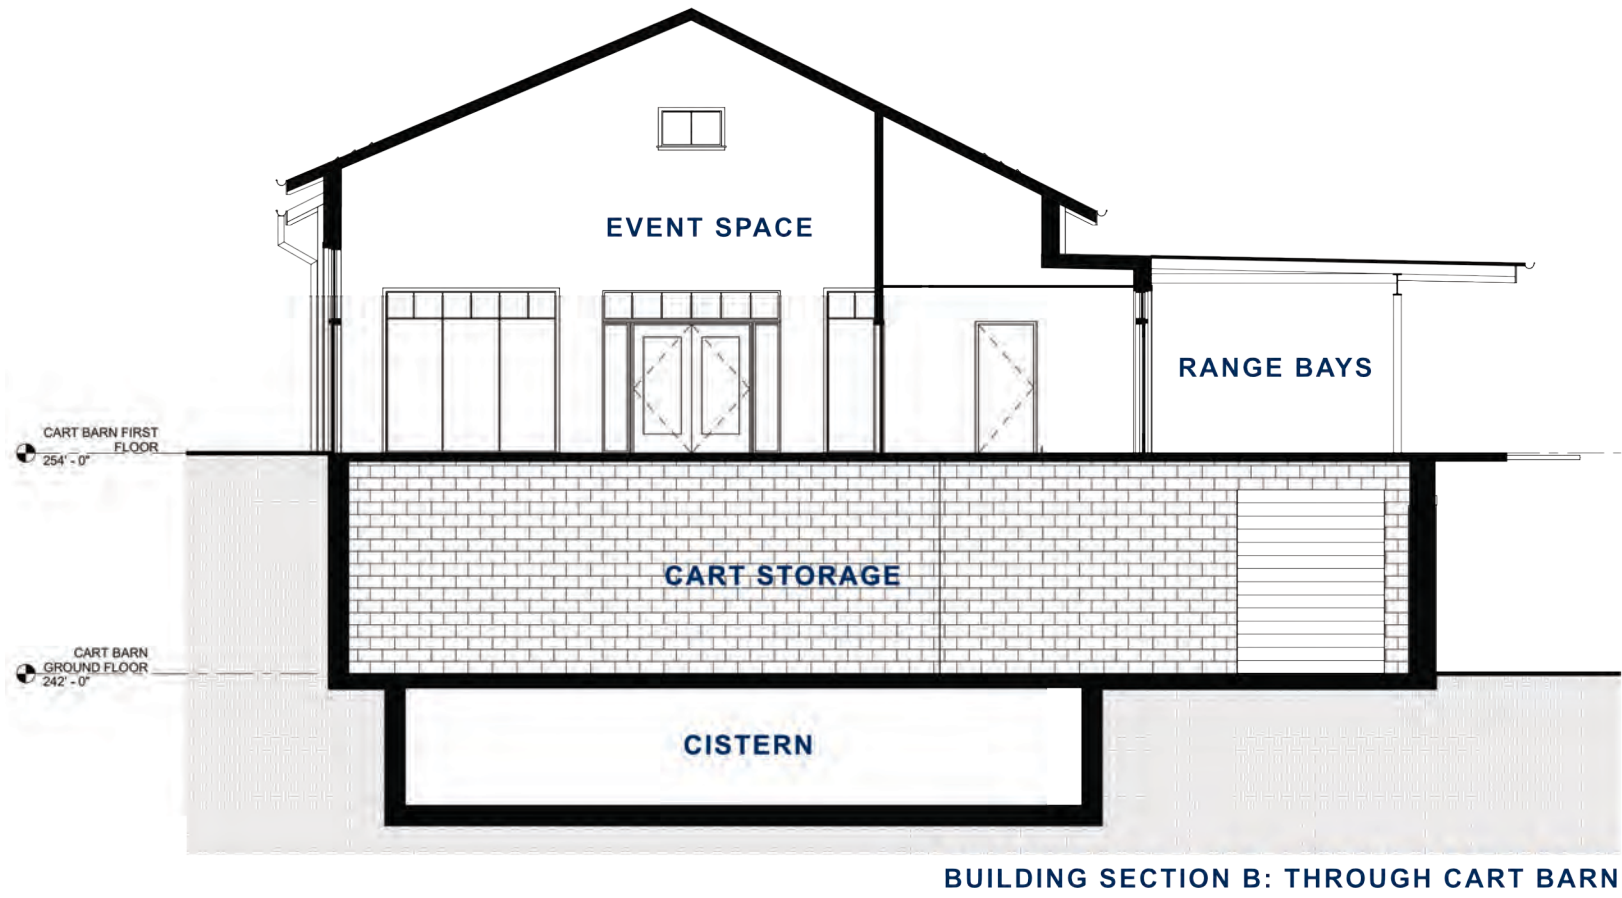 EVENT SPACE
RANGE BAYS
CART BARN FIRST
FLOOR
254' - 0"
CART STORAGE
CART BARN
GROUND FLOOR
242' - 0"
CISTERN
BUILDING SECTION B: THROUGH CART BARN